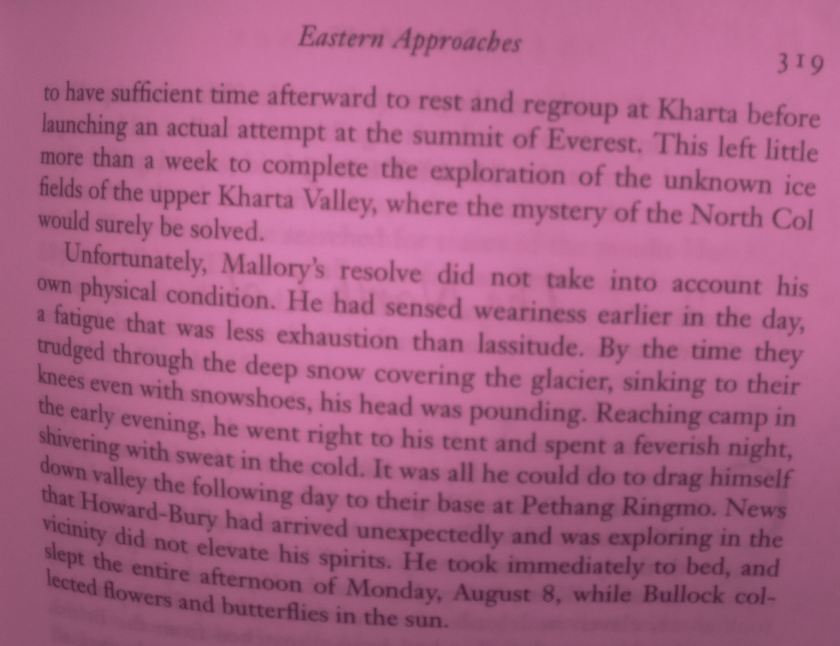 Eastern Approaches
319
to have sufficient time afterward to rest and regroup at Kharta before
launching an actual attempt at the summit of Everest. This left little
more than a week to complete the exploration of the unknown ice
fields of the upper Kharta Valley, where the mystery of the North Col
would surely be solved.
Unfortunately, Mallory's resolve did not take into account his
own physical condition. He had sensed weariness earlier in the day,
a fatigue that was less exhaustion than lassitude. By the time they
trudged through the deep snow covering the glacier, sinking to their
knees even with snowshoes, his head was pounding. Reaching camp in
the early evening, he went right to his tent and spent a feverish night,
shivering with sweat in the cold. It was all he could do to drag himself
down valley the following day to their base at Pethang Ringmo. News
that Howard-Bury had arrived unexpectedly and was exploring in the
vicinity did not elevate his spirits. He took immediately to bed, and
slept the entire afternoon of Monday, August 8, while Bullock col-
lected flowers and butterflies in the sun.